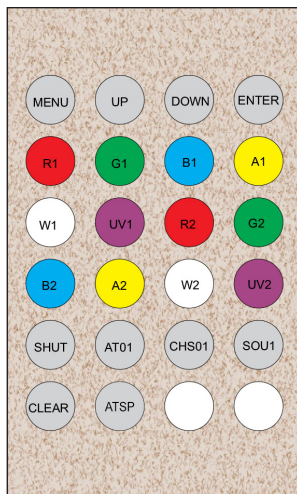 MENU UP DOWN ENTER
R1 G1 B1 A1
W1 UV1 R2 G2
B2 A2 W2 UV2
SHUT AT01 CHS01 SOU1
CLEAR ATSP